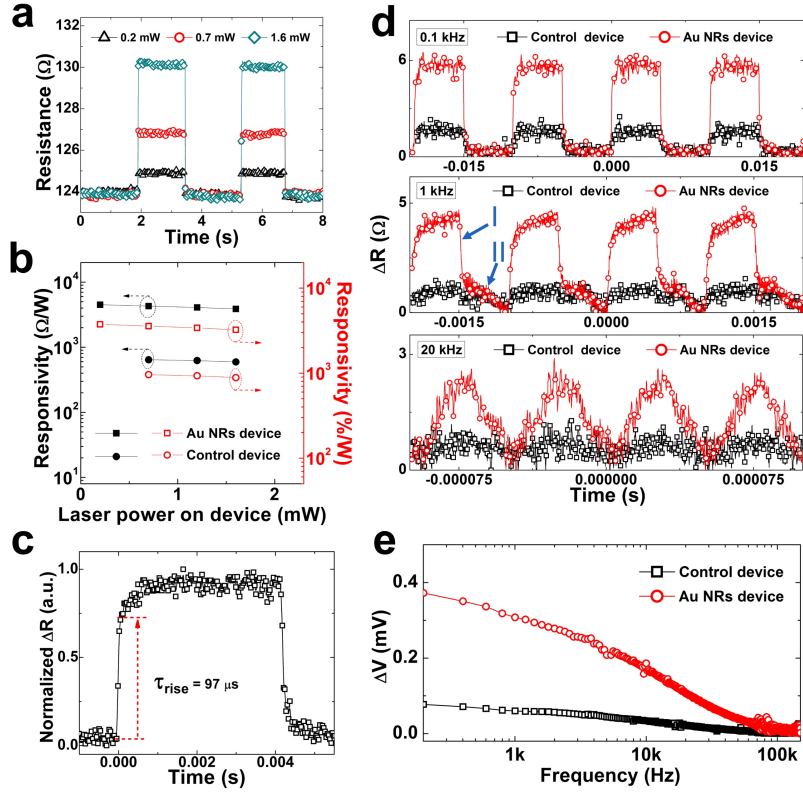 a
0.2 mW 0.7 mW 1.6 mW
Resistance (Ω)
132
130
128
126
124
0 1 2 3 4 5 6 7 8
Time (s)
b
Responsivity (Ω/W)
10⁴
10³
10²
10¹
Responsivity (%/W)
10⁴
10³
10²
Au NRs device
Control device
0 1 2
Laser power on device (mW)
c
Normalized ΔR (a.u.)
1.0
0.5
0.0
τrise = 97 μs
0.000 0.002 0.004
Time (s)
d
0.1 kHz Control device Au NRs device
6
0
-0.015 0.000 0.015
1 kHz Control device Au NRs device
5
0
I
II
-0.0015 0.0000 0.0015
ΔR (Ω)
20 kHz Control device Au NRs device
3
0
-0.000075 0.000000 0.000075
Time (s)
e
Control device
Au NRs device
ΔV (mV)
0.4
0.2
0.0
1k 10k 100k
Frequency (Hz)